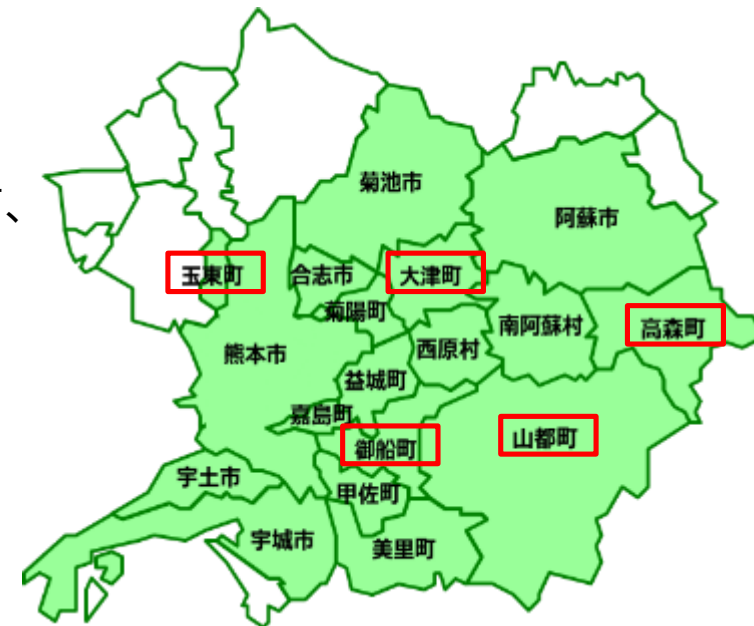 、
菊池市
阿蘇市
玉東町
合志市
大津町
菊陽町
南阿蘇村
高森町
熊本市
西原村
益城町
嘉島町
御船町
山都町
宇土市
甲佐町
宇城市
美里町